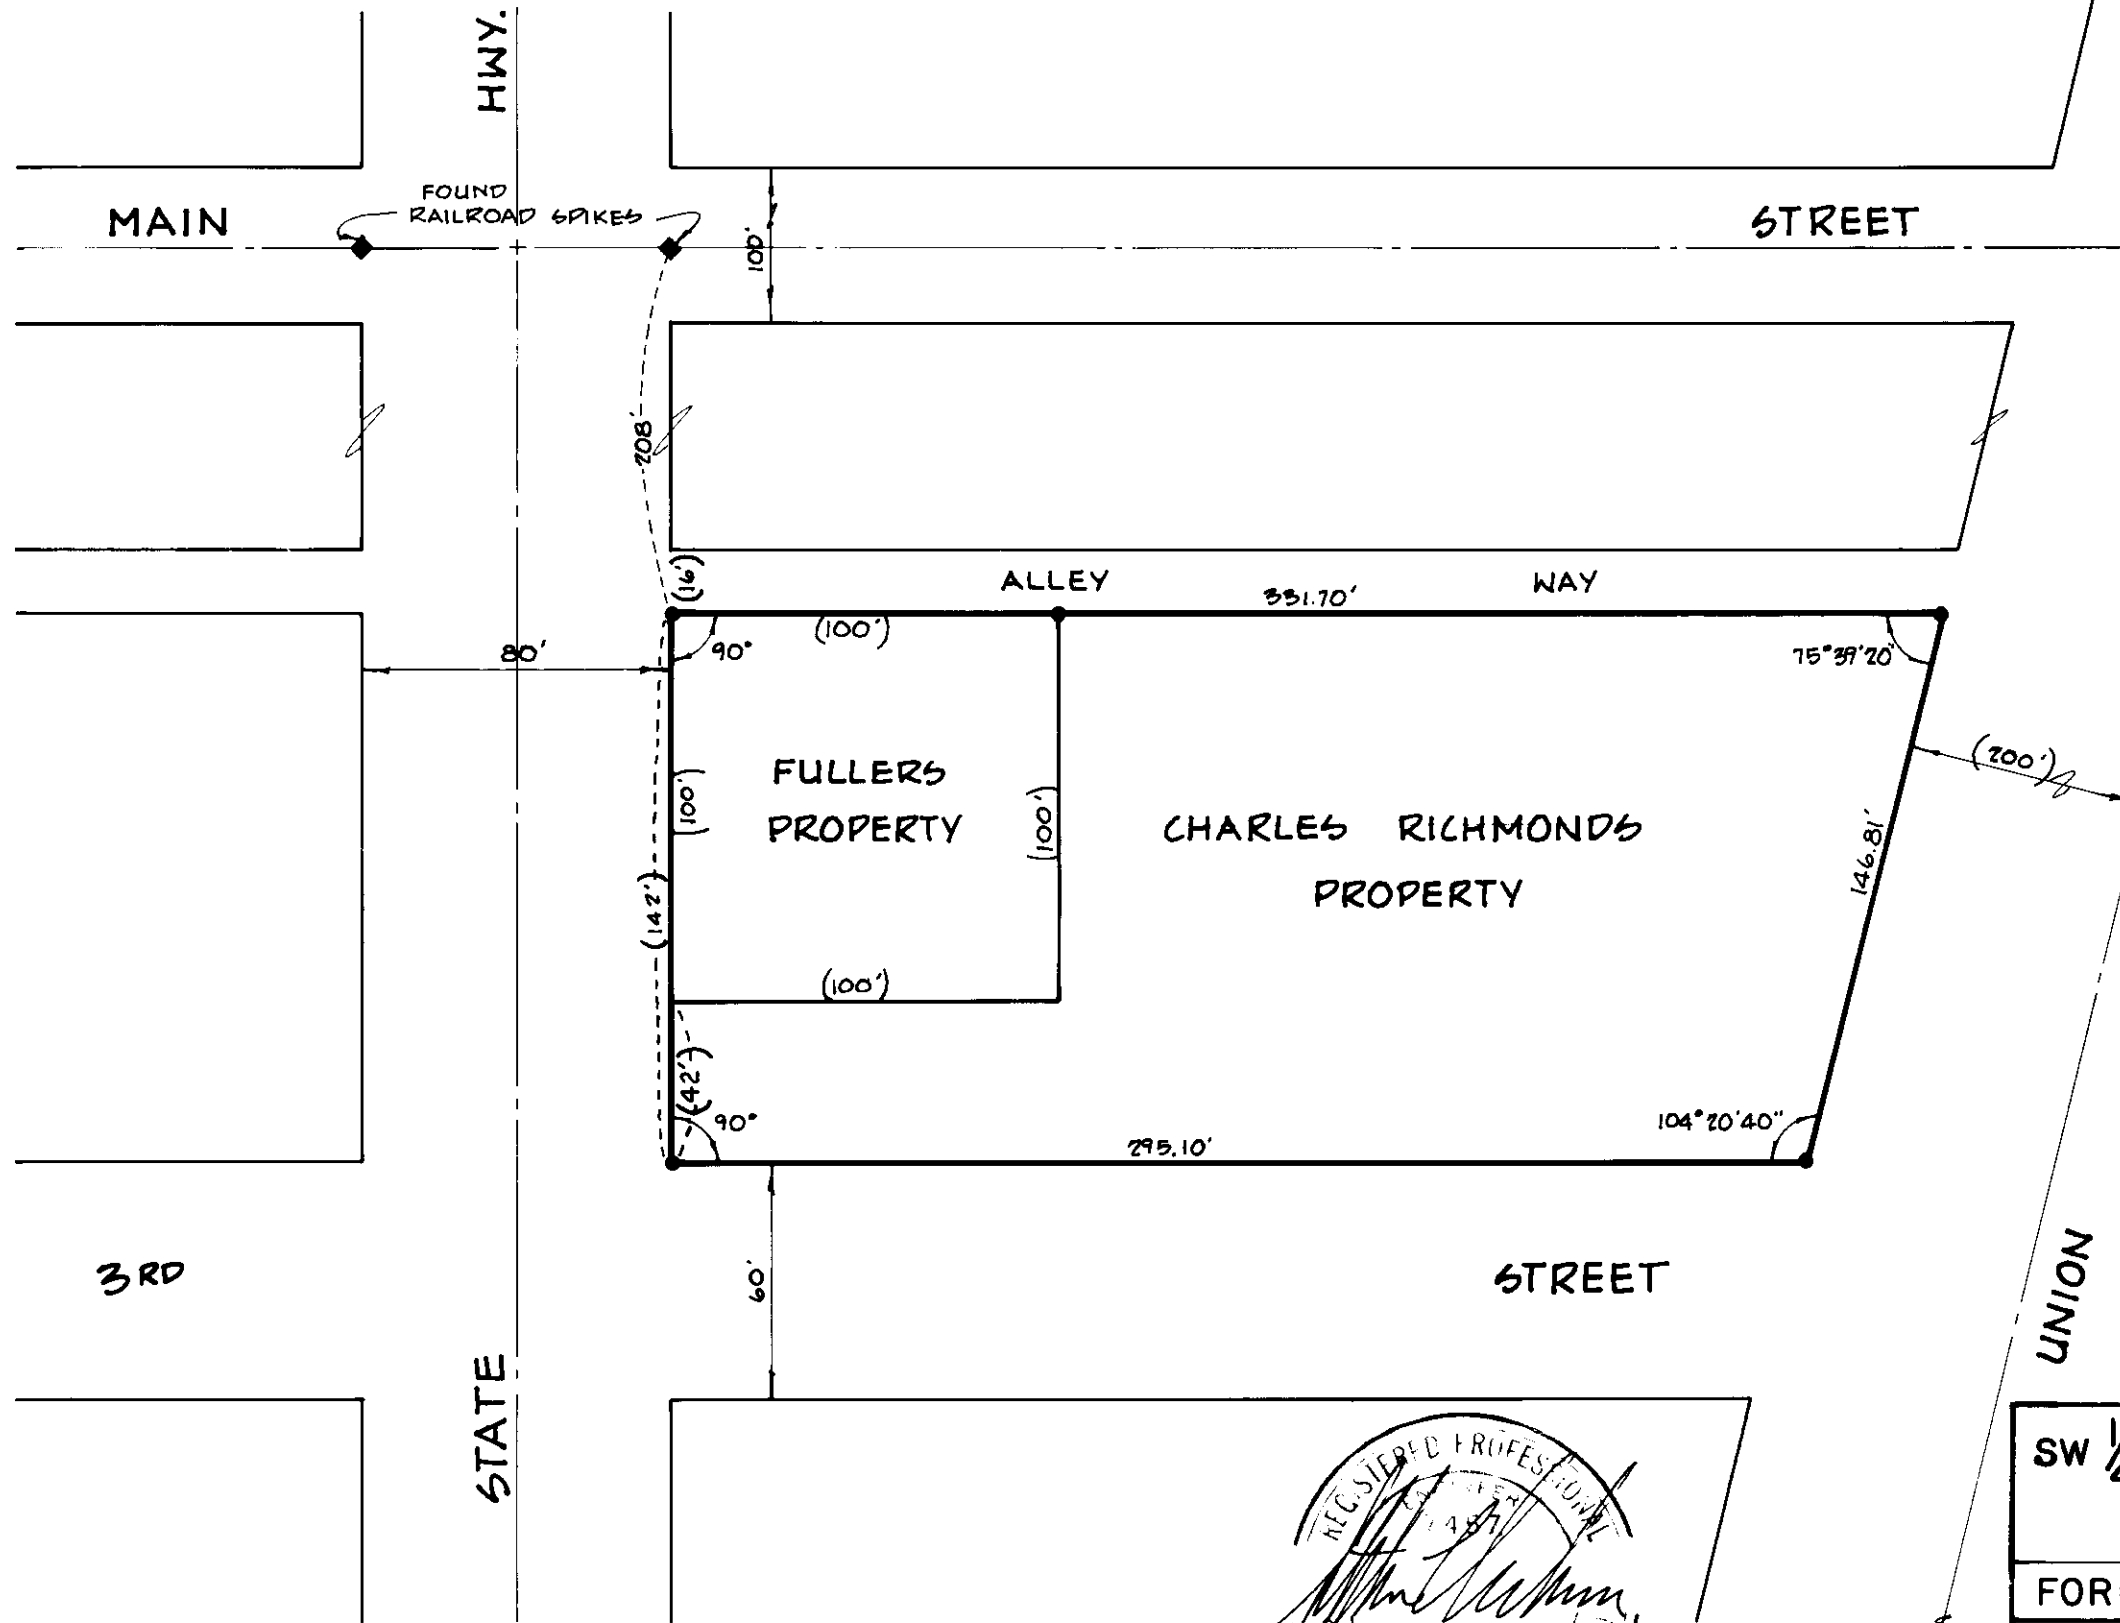 HWY.
FOUND
RAILROAD SPIKES
MAIN
STREET
100'
208'
(16')
ALLEY
WAY
331.70'
(100')
80'
90°
75°39'20"
FULLERS
PROPERTY
(100')
(100')
CHARLES RICHMONDS
PROPERTY
(200')
146.81'
(142')
(100')
(42')
90°
104°20'40"
295.10'
3RD
STREET
60'
UNION
STATE
REGISTERED PROFESSIONAL
SW
FOR